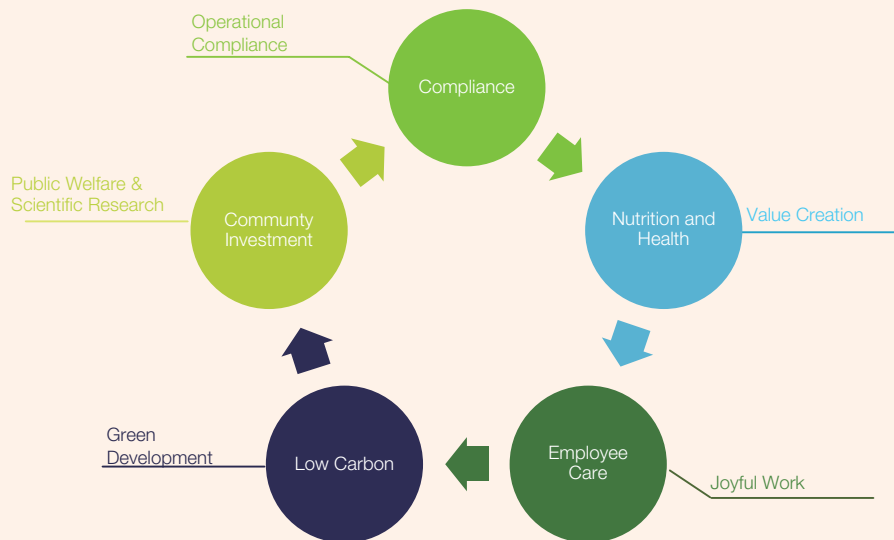 Operational
Compliance
Compliance
Public Welfare &
Scientific Research
Communty
Investment
Nutrition and
Health
Value Creation
Green
Development
Low Carbon
Employee
Care
Joyful Work